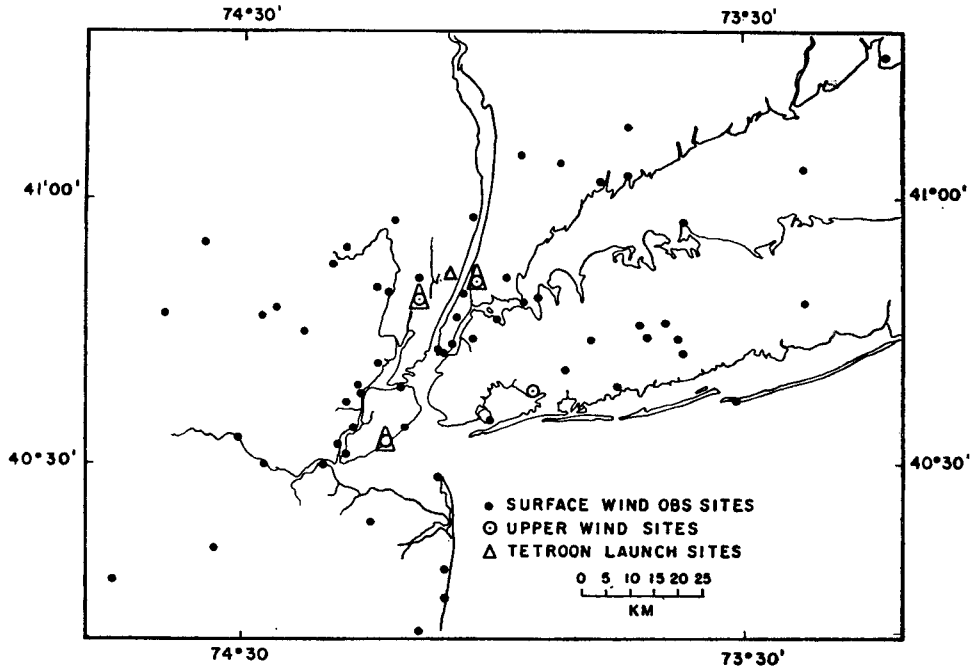 74°30'
73°30'
41'00'
41°00'
40°30'
40°30'
SURFACE WIND OBS SITES
UPPER WIND SITES
TETROON LAUNCH SITES
0 5 10 15 20 25
KM
74°30
73°30'